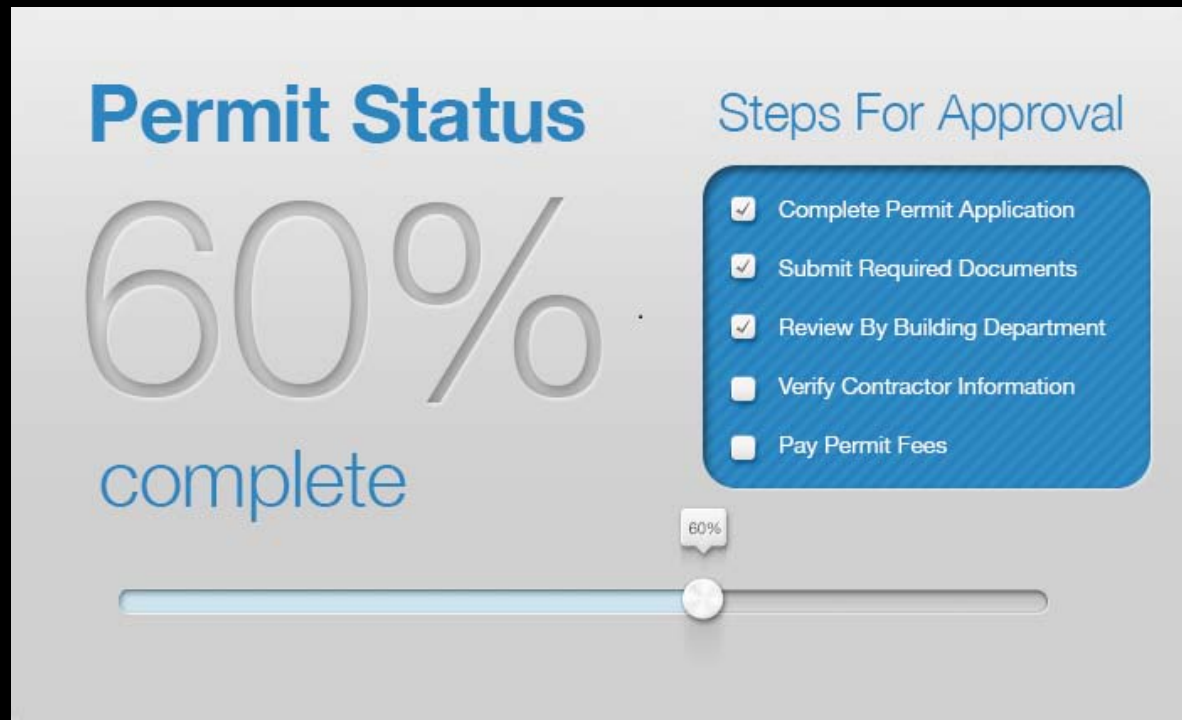 Permit Status
60%
complete
Steps For Approval
Complete Permit Application
Submit Required Documents
Review By Building Department
Verify Contractor Information
Pay Permit Fees
60%